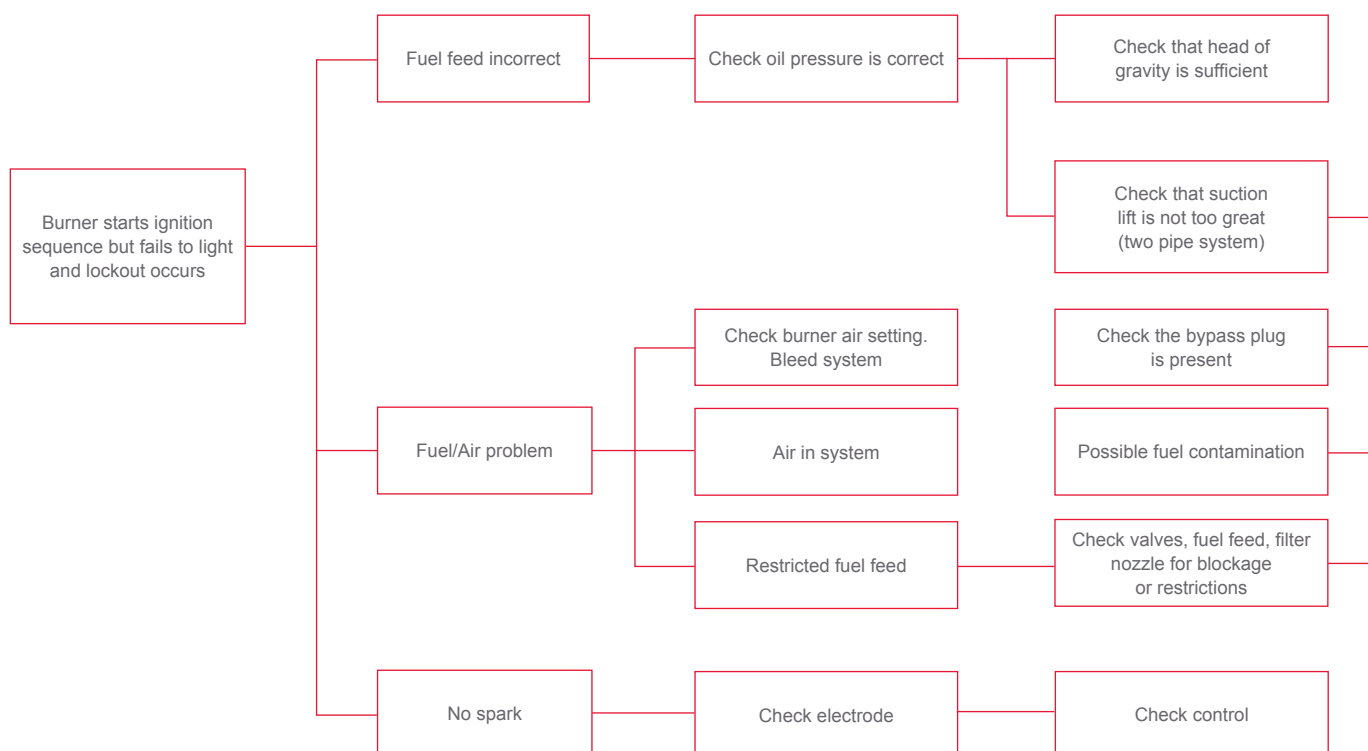 Fuel feed incorrect
Check oil pressure is correct
Check that head of
gravity is sufficient
Burner starts ignition
sequence but fails to light
and lockout occurs
Check that suction
lift is not too great
(two pipe system)
Check burner air setting.
Bleed system
Check the bypass plug
is present
Fuel/Air problem
Air in system
Possible fuel contamination
Restricted fuel feed
Check valves, fuel feed, filter
nozzle for blockage
or restrictions
No spark
Check electrode
Check control